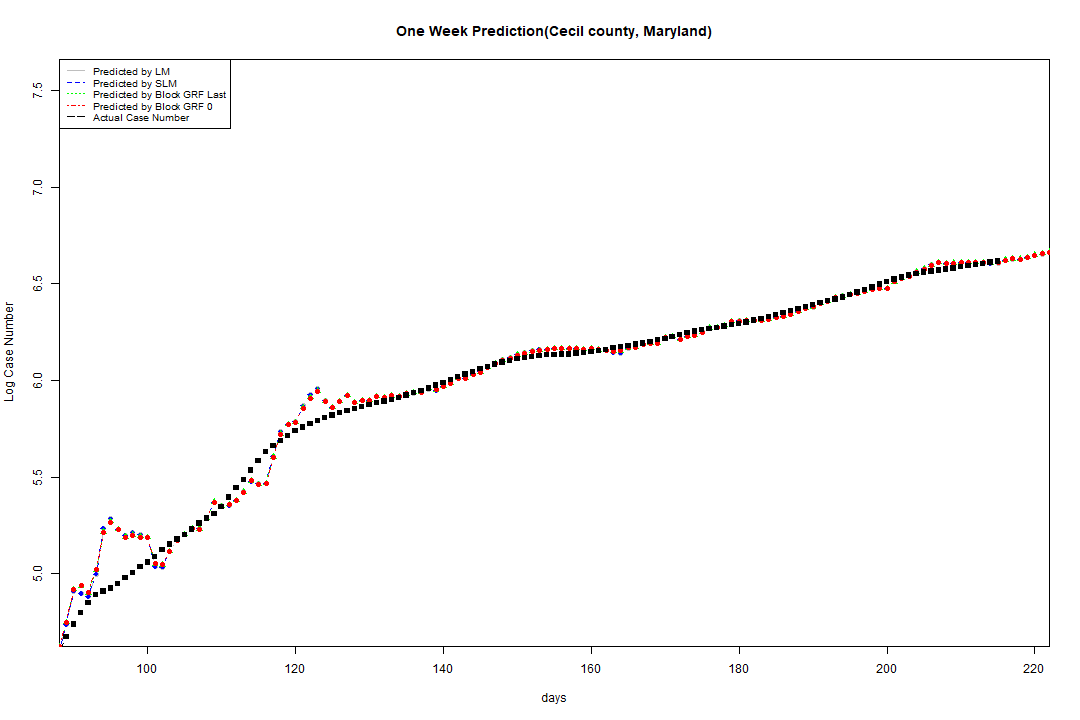 One Week Prediction(Cecil county, Maryland)
Predicted by LM
Predicted by SLM
Predicted by Block GRF Last
Predicted by Block GRF 0
Actual Case Number
7.5
7.0
6.5
6.0
5.5
5.0
Log Case Number
100 120 140 160 180 200 220
days